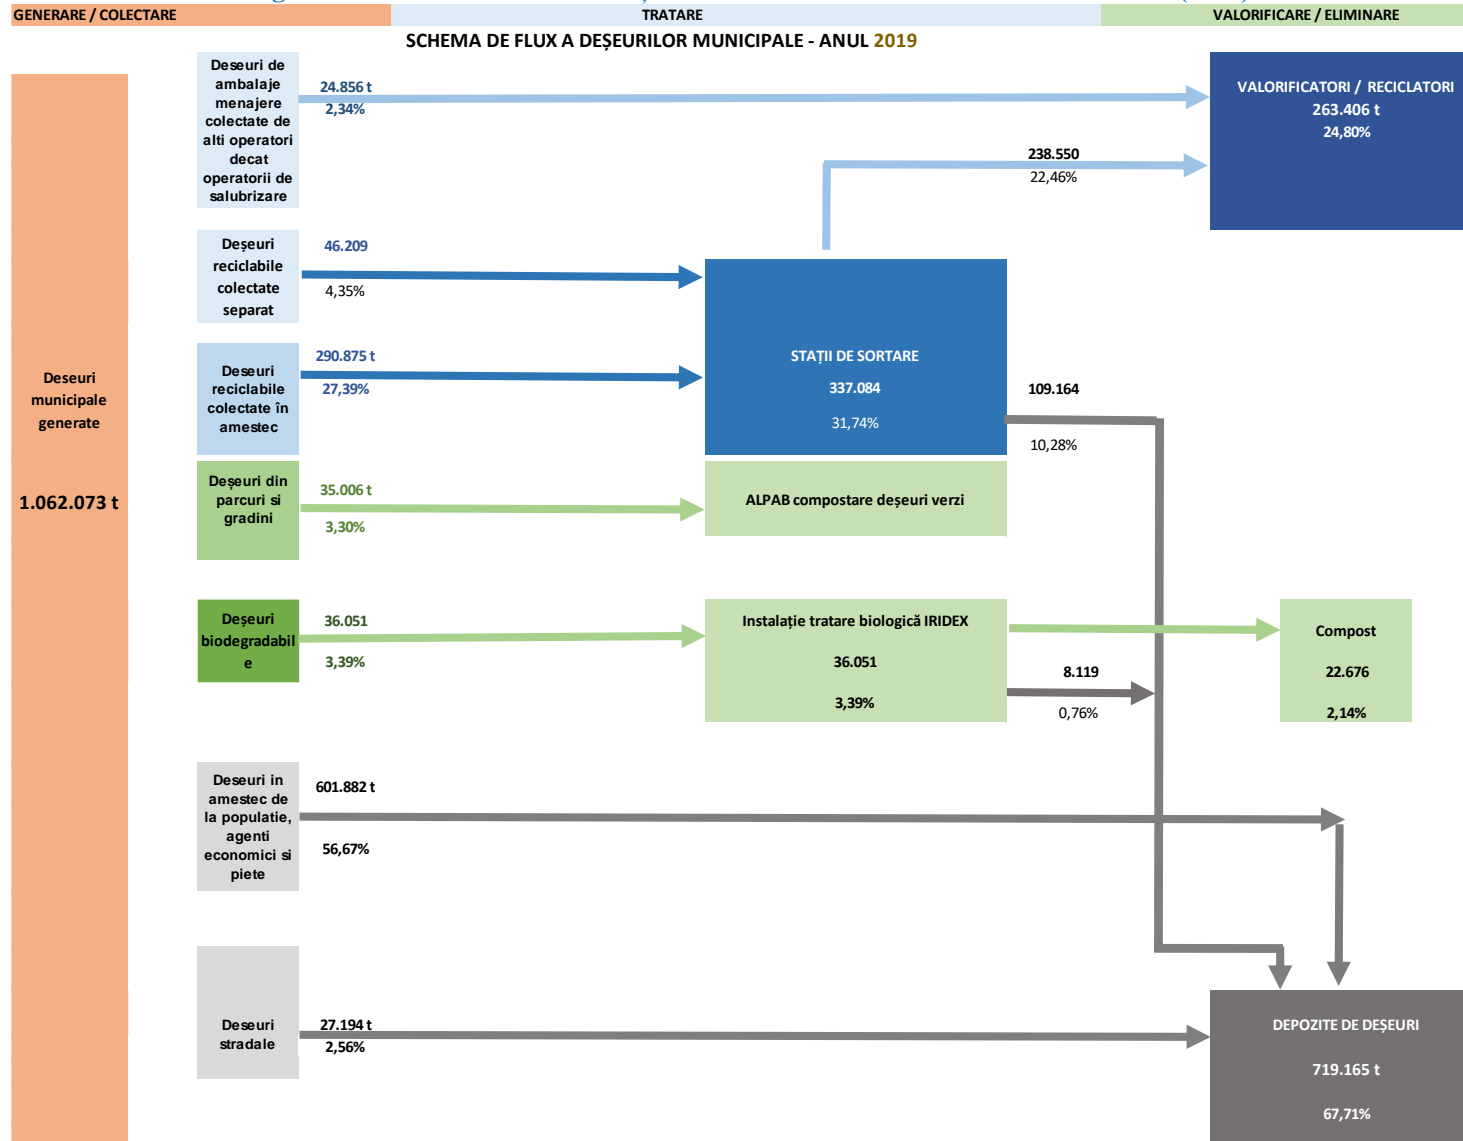 GENERARE / COLECTARE
TRATARE
VALORIFICARE / ELIMINARE
SCHEMA DE FLUX A DEȘEURILOR MUNICIPALE - ANUL 2019
Deseuri municipale generate
1.062.073 t
Deseuri de
ambalaje
menajere
colectate de
alti operatori
decat
operatorii de
salubrizare
24.856 t
2,34%
VALORIFICATORI / RECICLATORI
263.406 t
24,80%
238.550
22,46%
Deșeuri
reciclabile
colectate
separat
46.209
4,35%
Deșeuri
reciclabile
colectate în
amestec
290.875 t
27,39%
STAȚII DE SORTARE
337.084
31,74%
109.164
10,28%
Deșeuri din
parcuri si
gradini
35.006 t
3,30%
ALPAB compostare deșeuri verzi
Deșeuri
biodegradabil
e
36.051
3,39%
Instalație tratare biologică IRIDEX
36.051
3,39%
8.119
0,76%
Compost
22.676
2,14%
Deseuri in
amestec de
la populatie,
agenti
economici si
piete
601.882 t
56,67%
Deseuri
stradale
27.194 t
2,56%
DEPOZITE DE DEȘEURI
719.165 t
67,71%